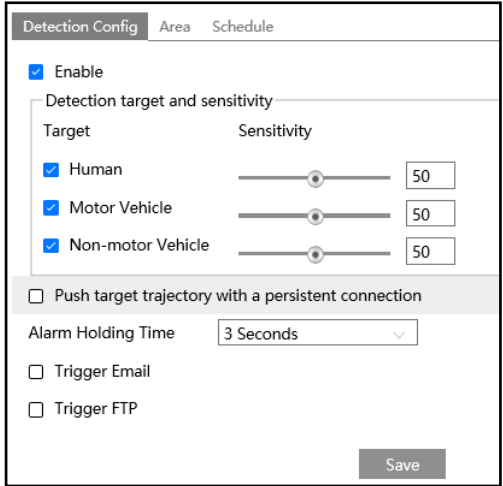 Detection Config Area Schedule
Enable
Detection target and sensitivity
Target Sensitivity
Human 50
Motor Vehicle 50
Non-motor Vehicle 50
Push target trajectory with a persistent connection
Alarm Holding Time 3 Seconds
Trigger Email
Trigger FTP
Save